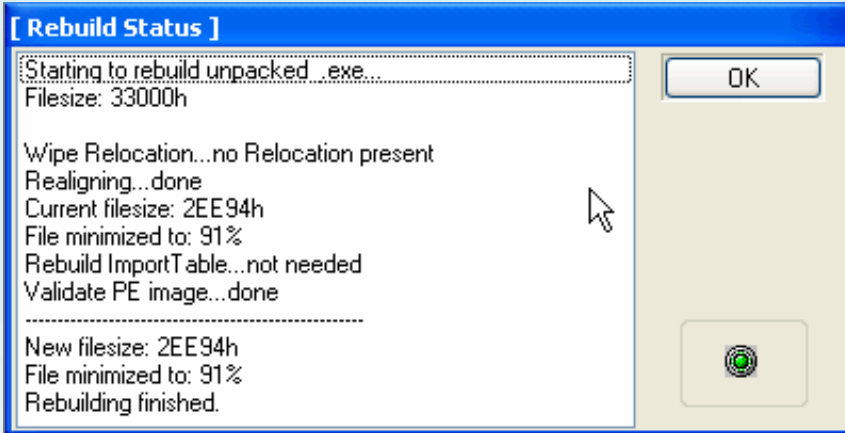 [ Rebuild Status ]
Starting to rebuild unpacked_.exe...
OK
Filesize: 33000h
Wipe Relocation...no Relocation present
Realigning...done
Current filesize: 2EE94h
File minimized to: 91%
Rebuild ImportTable...not needed
Validate PE image...done
----------------------------------------------------
New filesize: 2EE94h
File minimized to: 91%
Rebuilding finished.